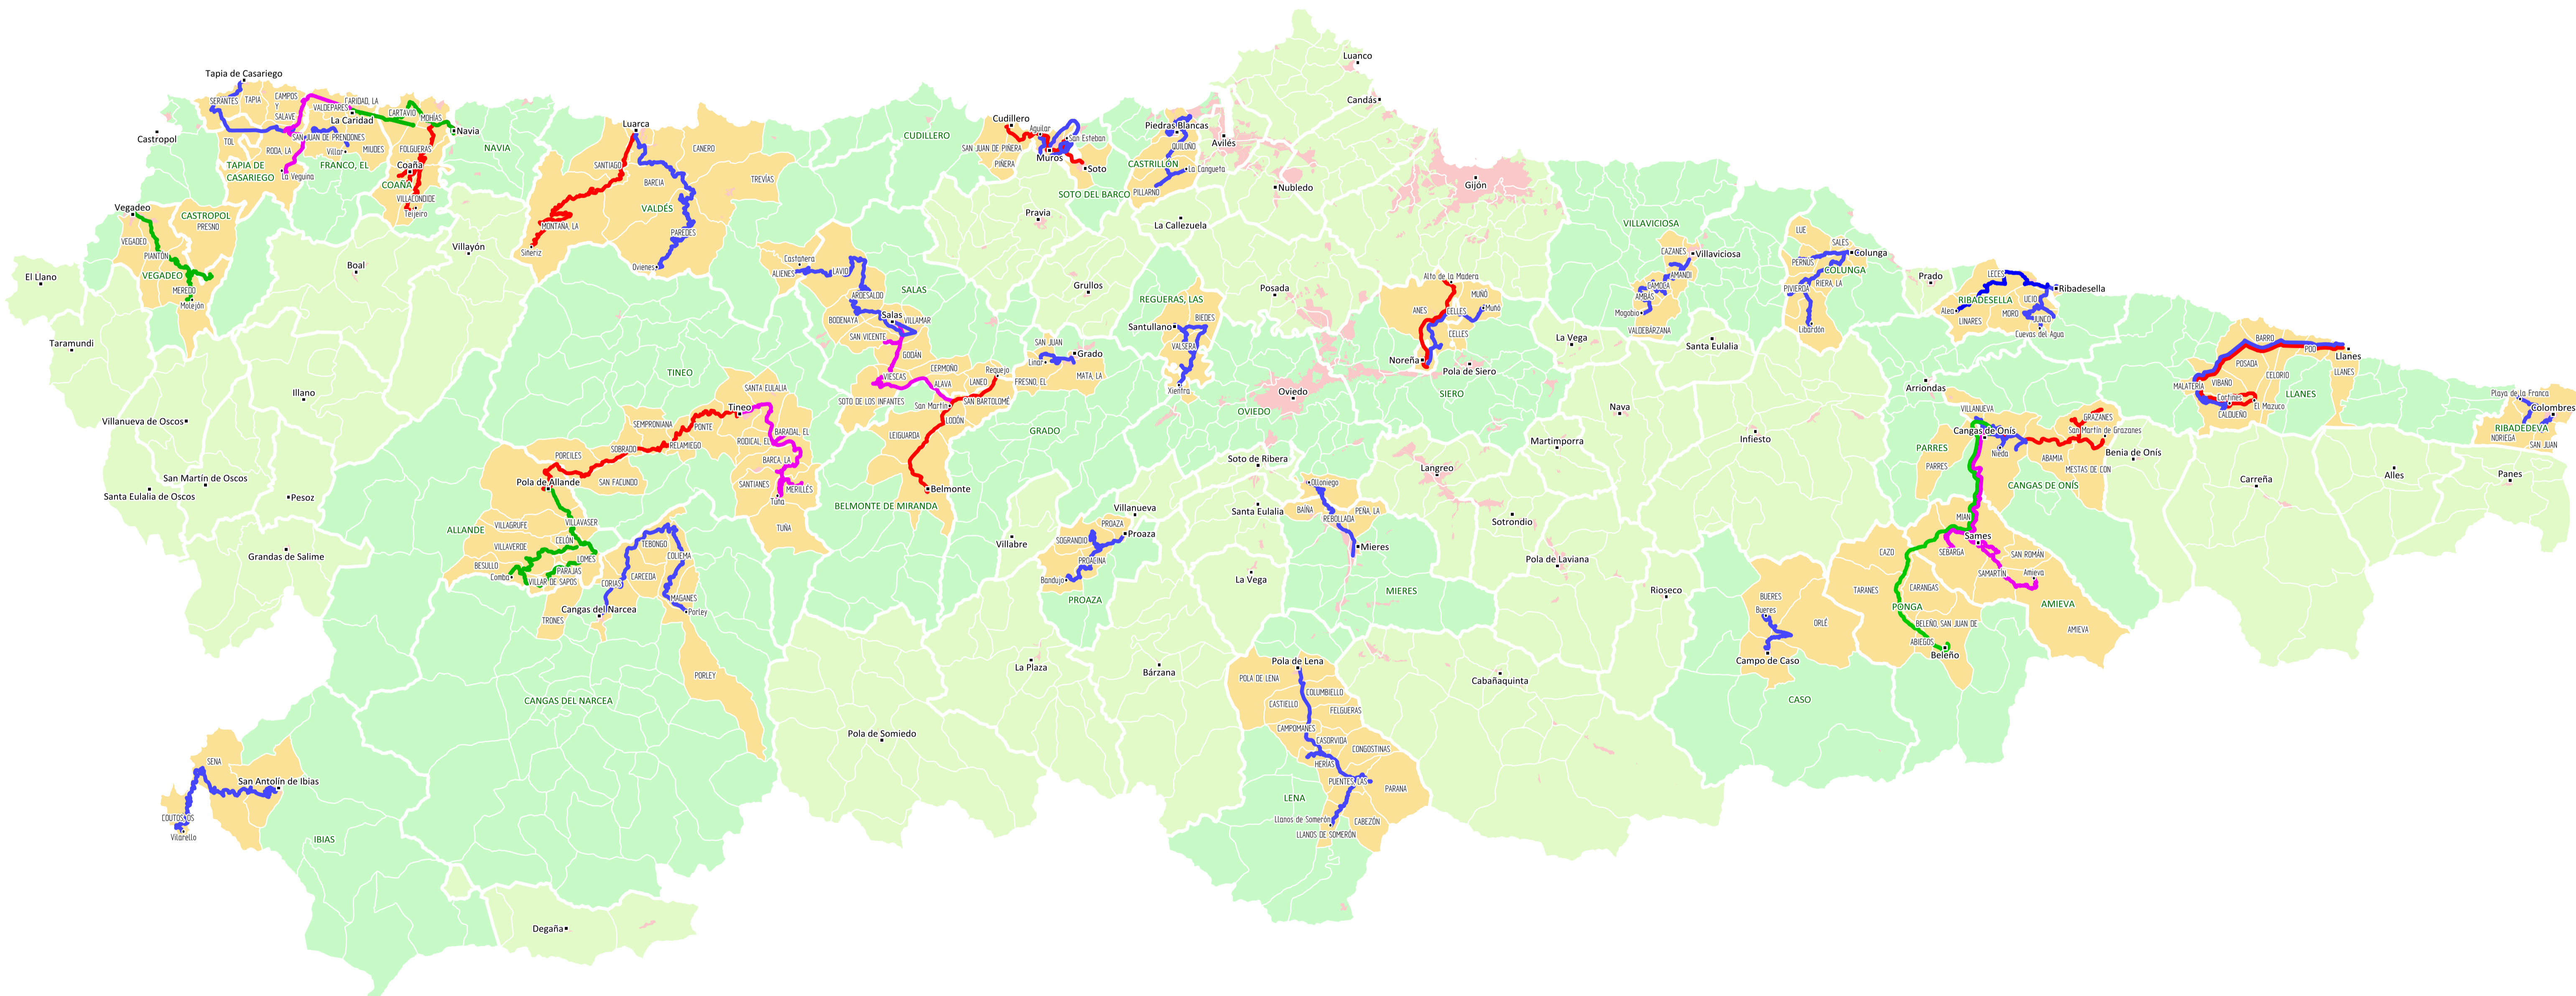 Luanco
Candás
Tapia de Casariego
SERANTES
TAPIA
CAMPOS
Y
SALAVE
VALDEPARES
CARIDAD, LA
La Caridad
CARTAVIO
MOHÍAS
Navia
Castropol
TOL
SAN JUAN DE PRENDONES
RODA, LA
Villar
MIUDES
FOLGUERAS
TAPIA DE
CASARIEGO
La Veguina
FRANCO, EL
Coaña
COAÑA
VILLACONDIDE
Teijeiro
NAVIA
Luarca
SANTIAGO
CANERO
BARCIA
TREVÍAS
VALDÉS
MONTAÑA, LA
PAREDES
Siñeriz
Ovienes
CUDILLERO
Cudillero
Aguilar
San Esteban
SAN JUAN DE PIÑERA
PIÑERA
Muros
Soto
SOTO DEL BARCO
Piedras Blancas
QUILOÑO
CASTRILLÓN
La Cangueta
PILLARNO
Avilés
Nubledo
Gijón
Pravia
La Callezuela
Vegadeo
CASTROPOL
PRESNO
VEGADEO
PIANTÓN
VEGADEO
MEREDO
Molejón
El Llano
Boal
Villayón
Taramundi
Illano
Villanueva de Oscos
San Martín de Oscos
Santa Eulalia de Oscos
Pesoz
Grandas de Salime
Castañera
ALIENES
LAVIO
ARDESALDO
SALAS
BODENAYA
Salas
VILLAMAR
SAN VICENTE
GODÁN
VIESCAS
CERMOÑO
ALAVA
LANEO
Requejo
SOTO DE LOS INFANTES
San Martín
SAN BARTOLOMÉ
LODÓN
LEIGUARDA
Belmonte
BELMONTE DE MIRANDA
Grullos
SAN JUAN
Linar
Grado
FRESNO, EL
MATA, LA
GRADO
Posada
REGUERAS, LAS
Santullano
BIEDES
VALSERA
Xientra
OVIEDO
Oviedo
Alto de la Madera
MUÑÓ
ANES
CELLES
Munó
CELLES
Noreña
Pola de Siero
SIERO
VILLAVICIOSA
CAZANES
Villaviciosa
AMANDI
CAMOCA
AMBÁS
Mogobio
VALDEBÁRZANA
La Vega
Santa Eulalia
LUE
SALES
Colunga
PERNÚS
COLUNGA
PIVIERDA
RIERA, LA
Libardón
Prado
LECES
Ribadesella
RIBADESELLA
UCIO
Alea
MORO
JUNCO
LINARES
Cuevas del Agua
BARRO
POO
Llanes
POSADA
MALATERÍA
VIBAÑO
CELORIO
LLANES
Cortines
El Mazuco
LLANES
CALDUEÑO
Playa de la Franca
Colombres
RIBADEDEVA
NORIEGA
SAN JUAN
Arriondas
VILLANUEVA
GRAZANES
Cangas de Onís
San Martín de Grazanes
PARRES
Nieda
ABAMIA
Benia de Onís
PARRES
MESTAS DE CON
CANGAS DE ONÍS
Carreña
Alles
Panes
Nava
Martimporra
Infiesto
TINEO
SANTA EULALIA
Tineo
SEMPRONIANA
PONTE
BARADAL, EL
RODICAL, EL
SOBRADO
RELAMIEGO
PORCILES
BARCA, LA
Pola de Allande
SAN FACUNDO
SANTIANES
MERILLÉS
Tuña
TUÑA
ALLANDE
VILLAGRUFE
VILLAVASER
CELÓN
VILLAVERDE
LOMES
BESULLO
PARAJAS
Comba
VILLAR DE SAPOS
TEBONGO
COLIEMA
CORIAS
CARCEDA
MAGANES
Porley
Cangas del Narcea
TRONES
PORLEY
CANGAS DEL NARCEA
Villanueva
PROAZA
Proaza
Villabre
SOGRANDIO
PROACINA
Bandujo
PROAZA
Soto de Ribera
Santa Eulalia
Olloniego
BAÍÑA
REBOLLADA
PEÑA, LA
Mieres
MIERES
La Vega
Langreo
Sotrondio
Pola de Laviana
Rioseco
MIAN
Sames
SEBARGA
SAN ROMÁN
CAZO
SAMARTÍN
Amieva
AMIEVA
TARANES
CARANGAS
PONGA
BELEÑO, SAN JUAN DE
ABIEGOS
Beleño
AMIEVA
BUERES
Bueres
ORLÉ
Campo de Caso
CASO
La Plaza
Bárzana
Pola de Somiedo
Cabañaquinta
Pola de Lena
POLA DE LENA
COLUMBIELLO
CASTIELLO
FELGUERAS
CAMPOMANES
CASORVIDA
CONGOSTINAS
HERÍAS
PUENTES, LAS
PARANA
LENA
Llanos de Somerón
CABEZÓN
LLANOS DE SOMERÓN
SENA
San Antolín de Ibias
COUTOS, OS
Vilarello
IBIAS
Degaña